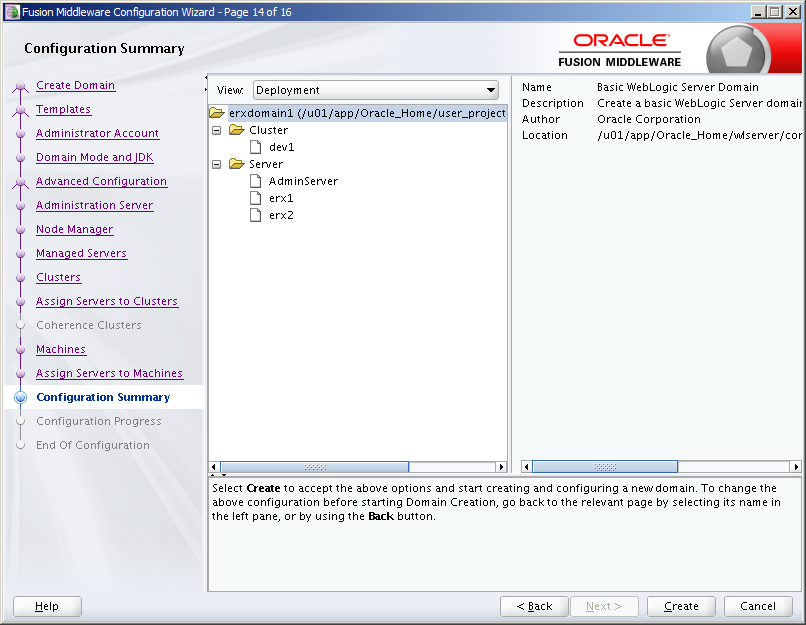 Fusion Middleware Configuration Wizard - Page 14 of 16
Configuration Summary
ORACLE
FUSION MIDDLEWARE
Create Domain
Templates
Administrator Account
Domain Mode and JDK
Advanced Configuration
Administration Server
Node Manager
Managed Servers
Clusters
Assign Servers to Clusters
Coherence Clusters
Machines
Assign Servers to Machines
Configuration Summary
Configuration Progress
End Of Configuration
View: Deployment
erxdomain1 (/u01/app/Oracle_Home/user_project
Cluster
dev1
Server
AdminServer
erx1
erx2
Name Basic WebLogic Server Domain
Description Create a basic WebLogic Server domain
Author Oracle Corporation
Location /u01/app/Oracle_Home/wlserver/cor
Select Create to accept the above options and start creating and configuring a new domain. To change the
above configuration before starting Domain Creation, go back to the relevant page by selecting its name in
the left pane, or by using the Back button.
Help < Back Next > Create Cancel